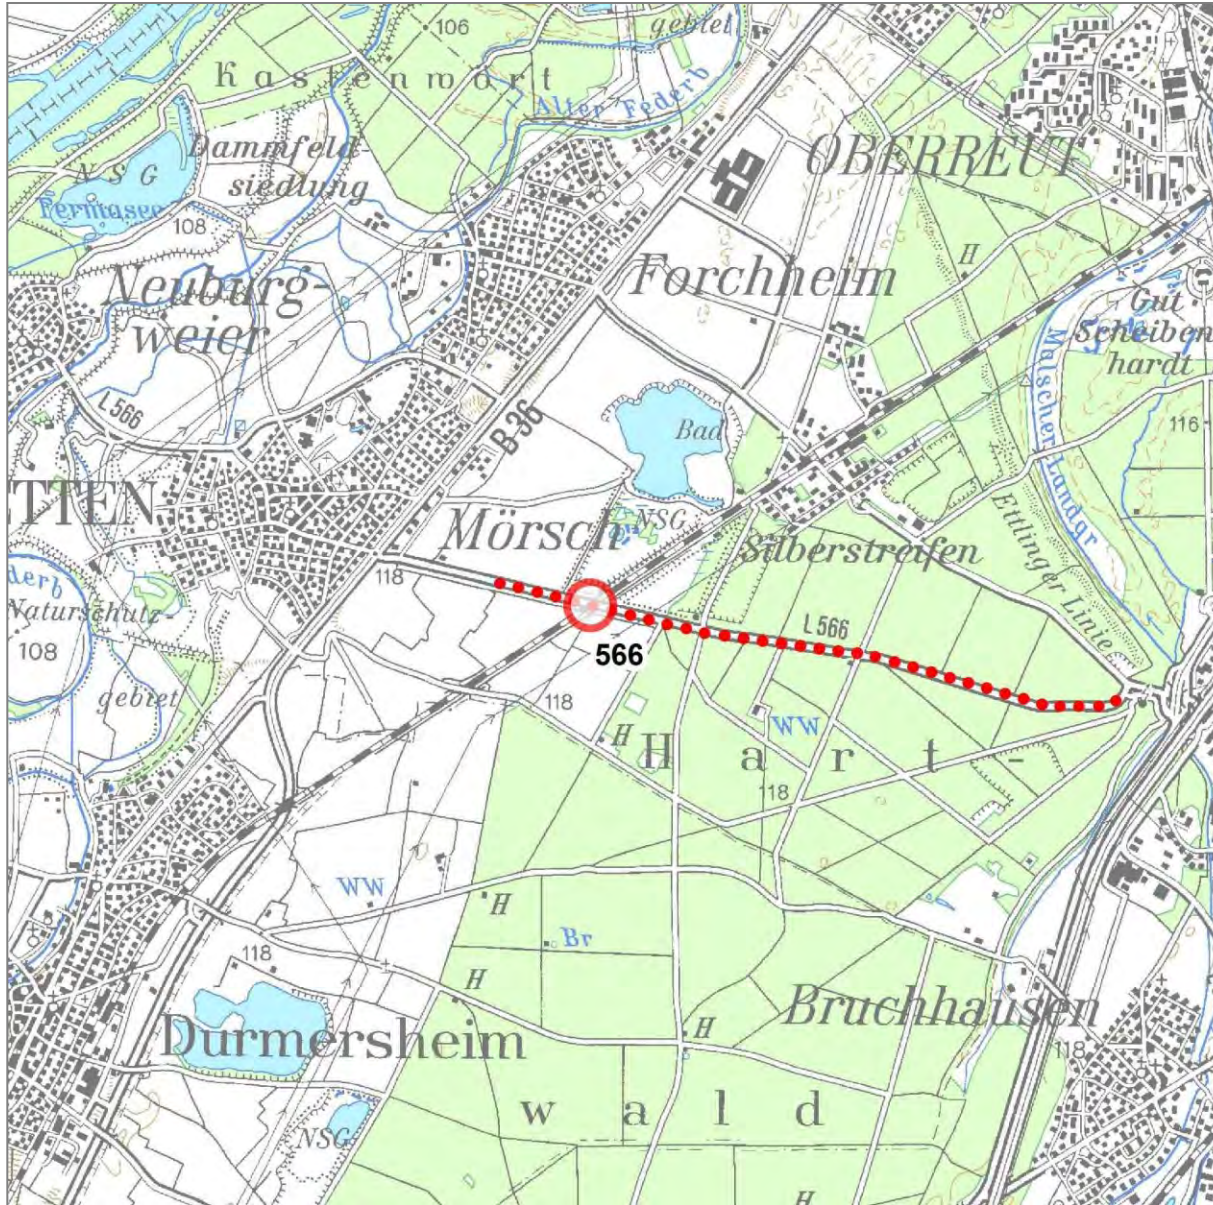 gebiet
106
Kastenwört
Alter Federb
Dammfeld
siedlung
OBERREUT
N S G
Fermasee
108
H
Neuburg-
weier
Forchheim
Gut
Scheiben
hardt
Malscher Landgr
L 566
B 36
Bad
116
TTEN
Mörsch
NSG
Ettlinger Linie
Silberstreifen
118
derb
Naturschutz-
L 566
108
566
gebiet
118
H
WW
H a r t -
118
WW
H
Br
118
H
Bruchhausen
H
Durmersheim
118
w a l d
NSG
H